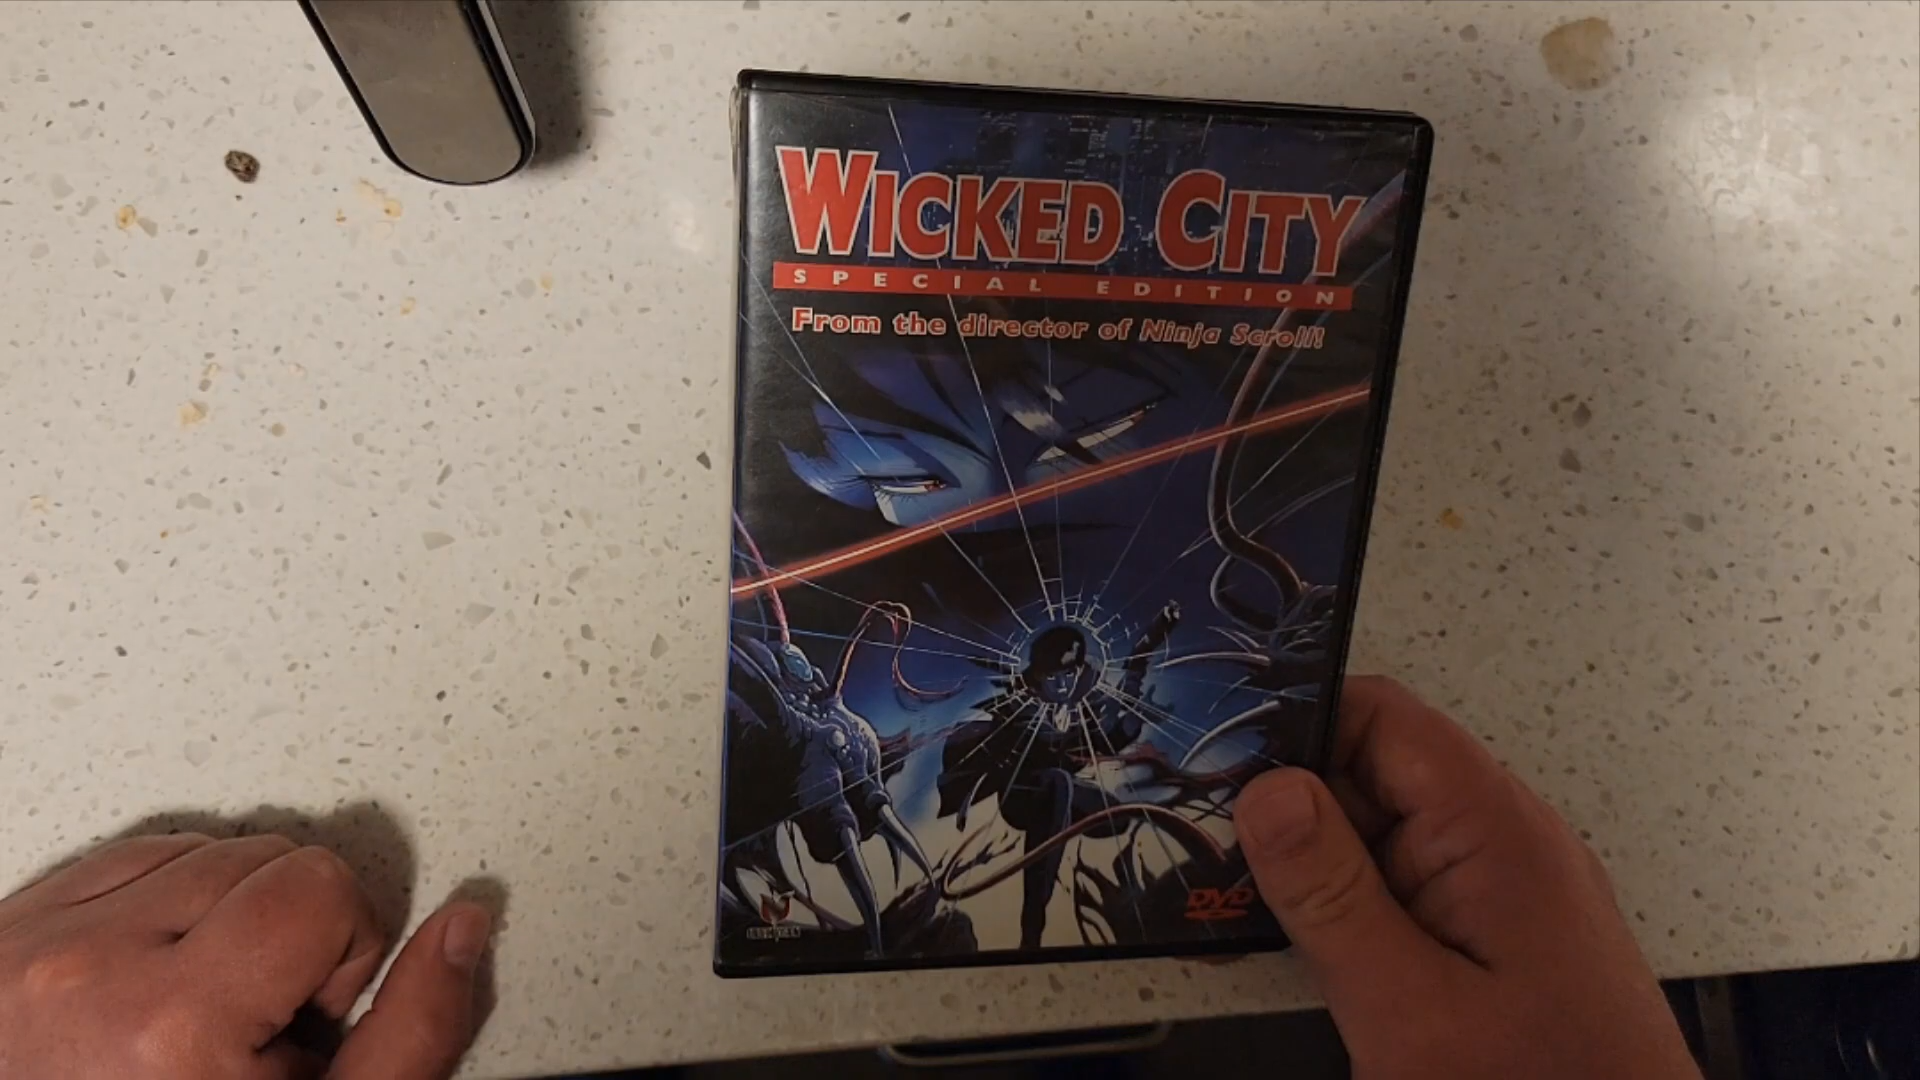 WICKED CITY
SPECIAL EDITION
From the director of Ninja Scroll!
DVD